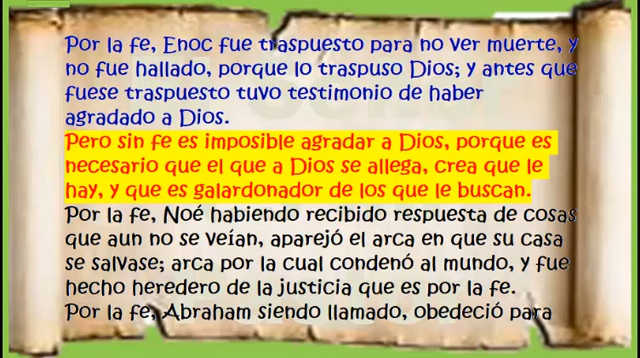 Por la fe, Enoc fue traspuesto para no ver muerte, y
no fue hallado, porque lo traspuso Dios; y antes que
fuese traspuesto tuvo testimonio de haber
agradado a Dios.
Pero sin fe es imposible agradar a Dios, porque es
necesario que el que a Dios se allega, crea que le
hay, y que es galardonador de los que le buscan.
Por la fe, Noé habiendo recibido respuesta de cosas
que aun no se veían, aparejó el arca en que su casa
se salvase; arca por la cual condenó al mundo, y fue
hecho heredero de la justicia que es por la fe.
Por la fe, Abraham siendo llamado, obedeció para